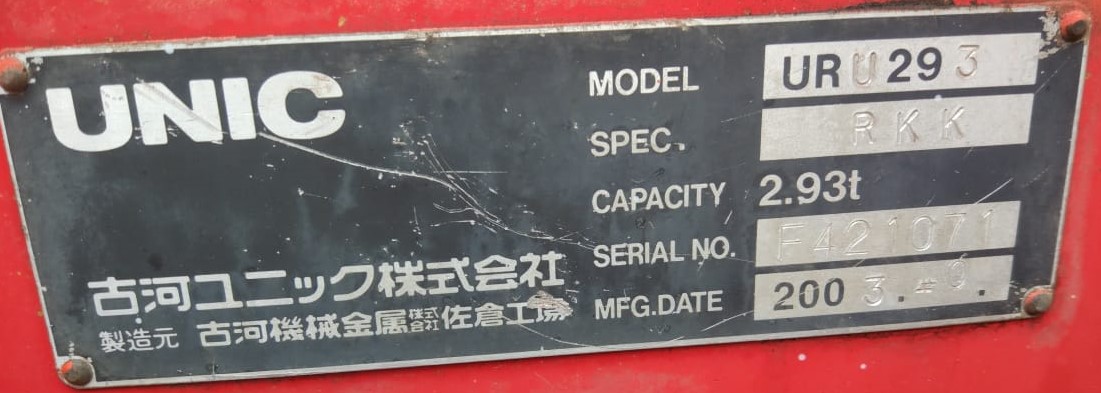 UNIC
MODEL URU293
SPEC. RKK
CAPACITY 2.93t
SERIAL NO. F421071
MFG.DATE 2003.
古河ユニック株式会社
製造元 古河機械金属株式会社佐倉工場